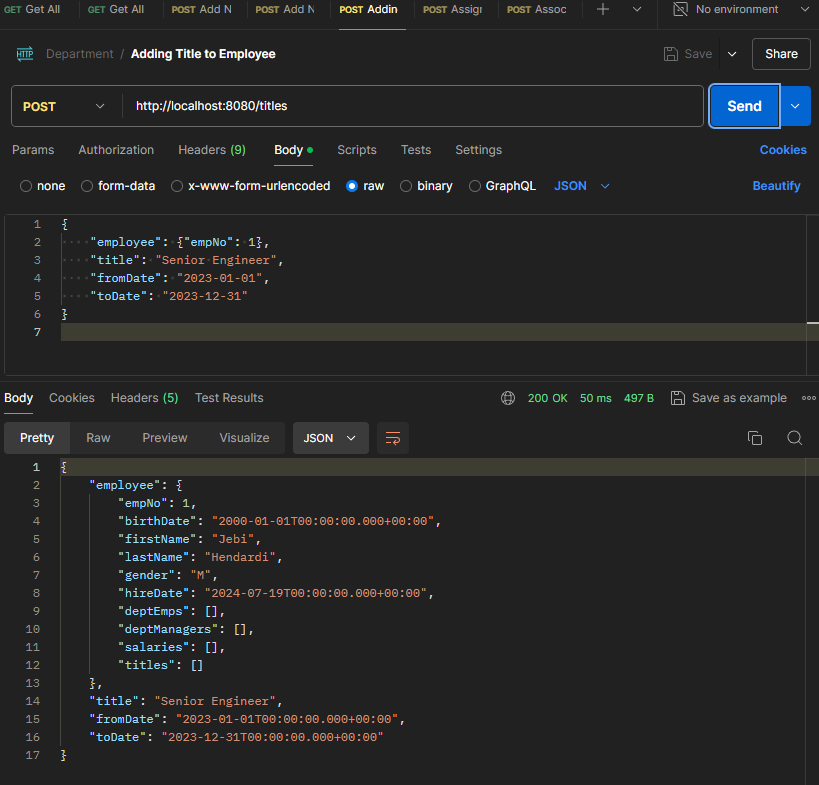 GET Get All GET Get All POST Add N POST Add N POST Addin POST Assign POST Assoc No environment
HTTP Department / Adding Title to Employee Save Share
POST http://localhost:8080/titles Send
Params Authorization Headers (9) Body Scripts Tests Settings Cookies
none form-data x-www-form-urlencoded raw binary GraphQL JSON Beautify
1 {
2 ····"employee":·{"empNo":·1},
3 ····"title":·"Senior·Engineer",
4 ····"fromDate":·"2023-01-01",
5 ····"toDate":·"2023-12-31"
6 }
7
Body Cookies Headers (5) Test Results 200 OK 50 ms 497 B Save as example
Pretty Raw Preview Visualize JSON
1 {
2 "employee": {
3 "empNo": 1,
4 "birthDate": "2000-01-01T00:00:00.000+00:00",
5 "firstName": "Jebi",
6 "lastName": "Hendardi",
7 "gender": "M",
8 "hireDate": "2024-07-19T00:00:00.000+00:00",
9 "deptEmps": [],
10 "deptManagers": [],
11 "salaries": [],
12 "titles": []
13 },
14 "title": "Senior Engineer",
15 "fromDate": "2023-01-01T00:00:00.000+00:00",
16 "toDate": "2023-12-31T00:00:00.000+00:00"
17 }